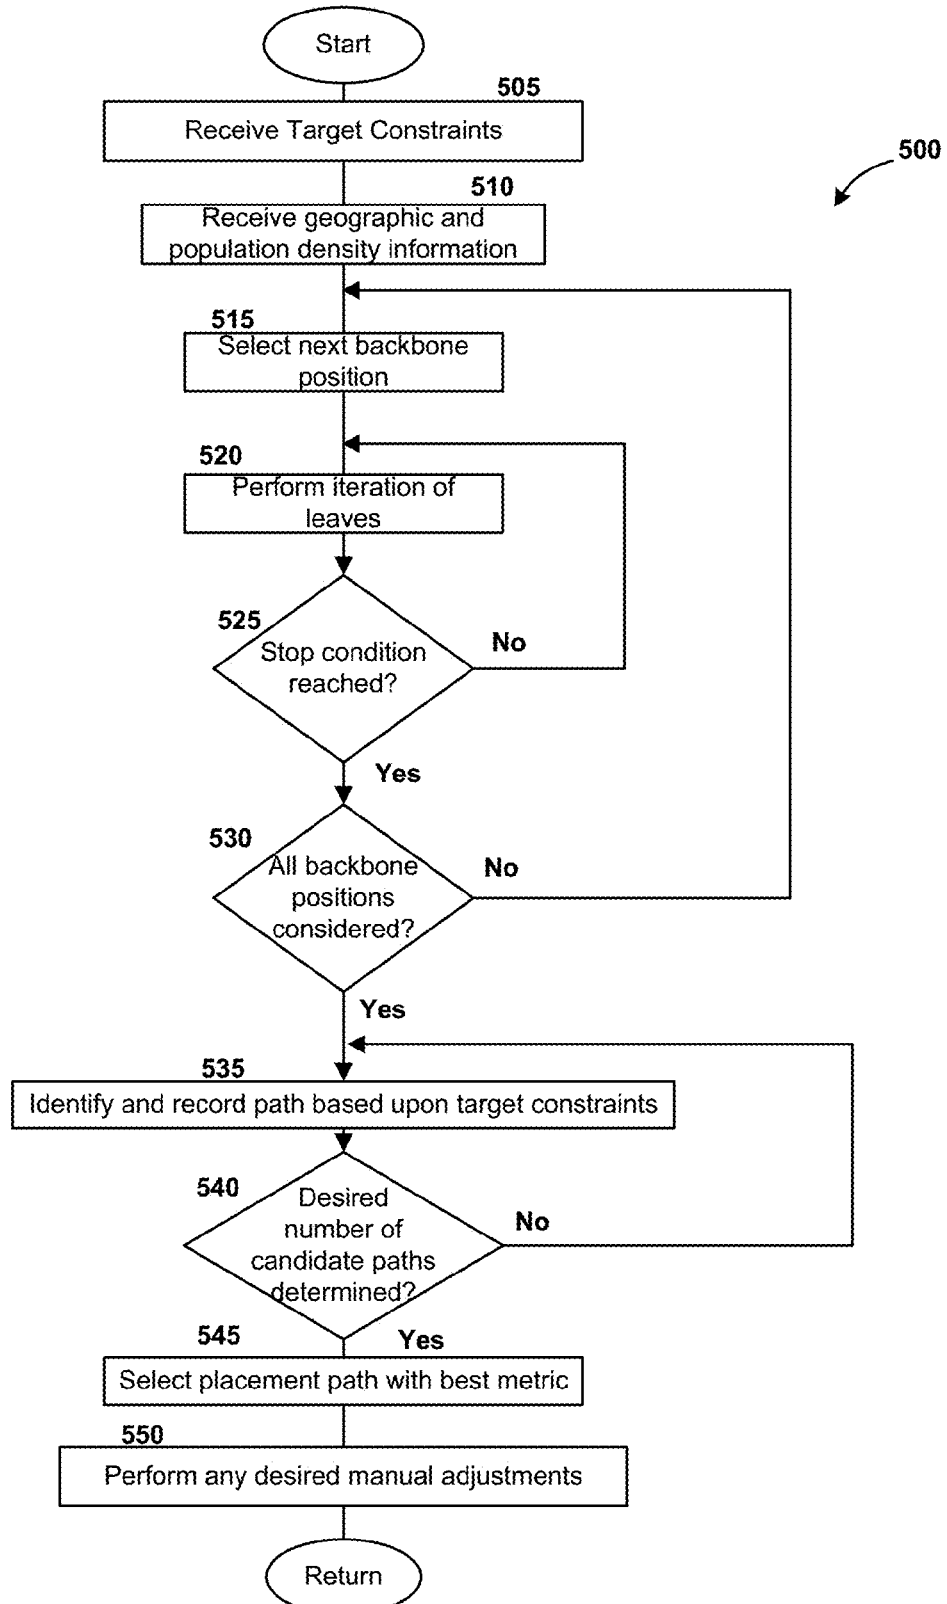 Start
505
Receive Target Constraints
500
510
Receive geographic and
population density information
515
Select next backbone
position
520
Perform iteration of
leaves
525
Stop condition
reached?
No
Yes
530
All backbone
positions
considered?
No
Yes
535
Identify and record path based upon target constraints
540
Desired
number of
candidate paths
determined?
No
545
Yes
Select placement path with best metric
550
Perform any desired manual adjustments
Return